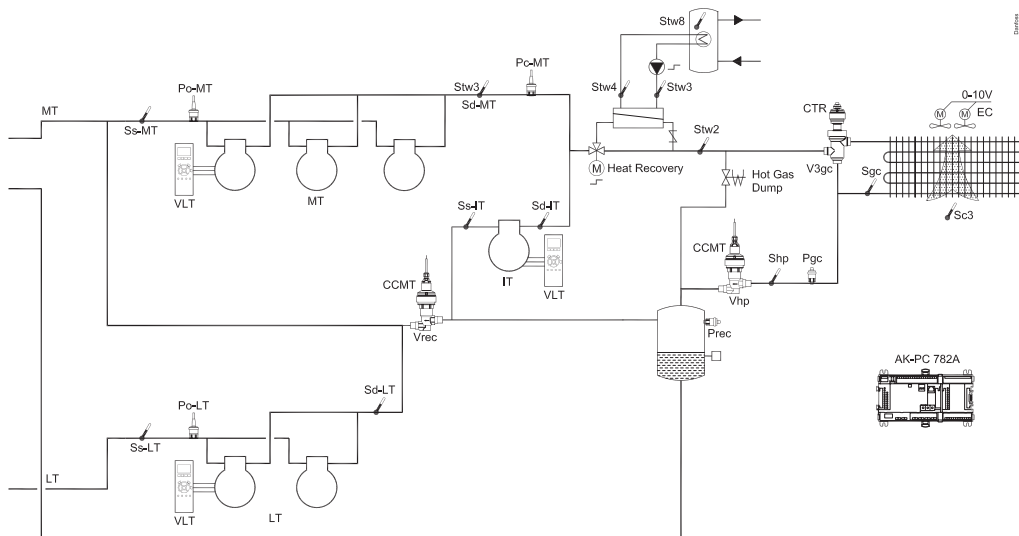 Stw8
Danfoss
Po-MT
Pc-MT
Stw3
Stw4
Stw3
CTR
0-10V
M
M
EC
MT
Ss-MT
Sd-MT
Stw2
M
Heat Recovery
V3gc
Sgc
VLT
MT
Hot Gas
Dump
Sc3
Ss-IT
Sd-IT
CCMT
Shp
Pgc
CCMT
IT
VLT
Vhp
Vrec
Prec
AK-PC 782A
Sd-LT
Po-LT
Ss-LT
LT
VLT
LT